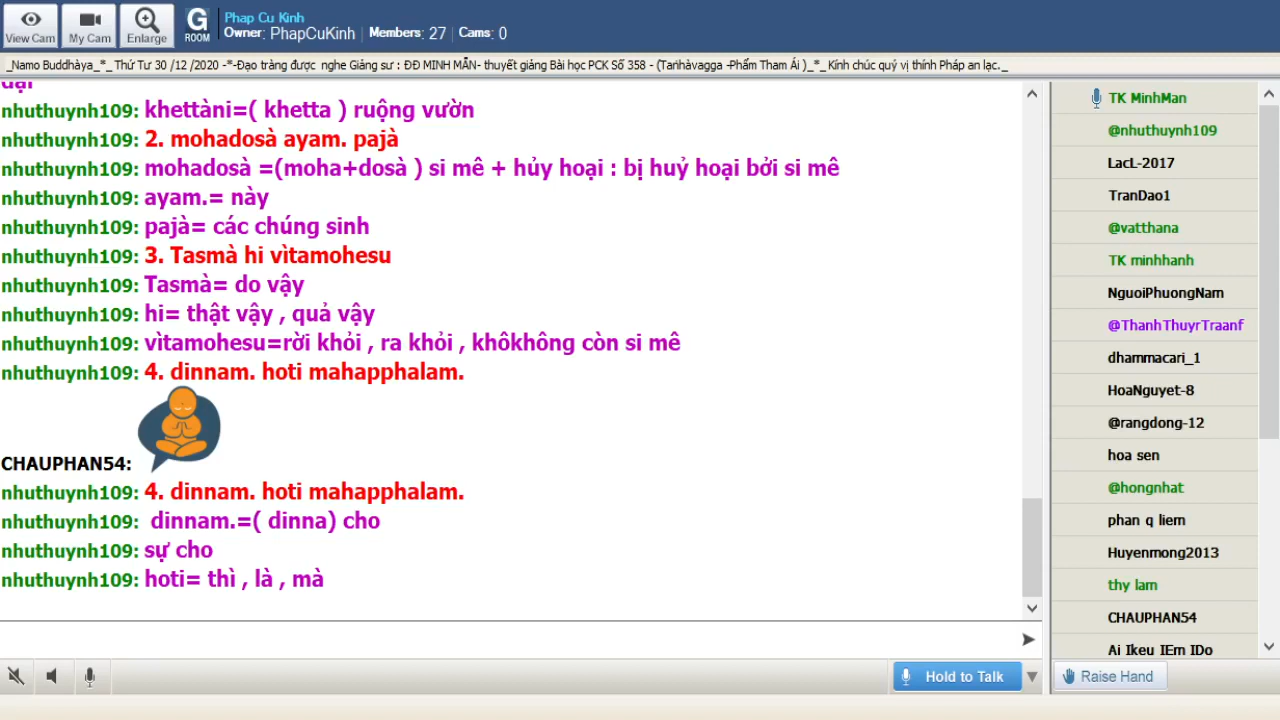 View Cam
My Cam
Enlarge
G
ROOM
Phap Cu Kinh
Owner: PhapCuKinh | Members: 27 | Cams: 0
_Namo Buddhàya_*_ Thứ Tư 30 /12 /2020 -*-Đạo tràng được nghe Giảng sư : ĐĐ MINH MẪN- thuyết giảng Bài học PCK Số 358 - (Taṅhàvagga -Phẩm Tham Ái )_*_ Kính chúc quý vị thính Pháp an lạc._
dại
nhuthuynh109: khettàni=( khetta ) ruộng vườn
nhuthuynh109: 2. mohadosà ayam. pajà
nhuthuynh109: mohadosà =(moha+dosà ) si mê + hủy hoại : bị huỷ hoại bởi si mê
nhuthuynh109: ayam.= này
nhuthuynh109: pajà= các chúng sinh
nhuthuynh109: 3. Tasmà hi vìtamohesu
nhuthuynh109: Tasmà= do vậy
nhuthuynh109: hi= thật vậy , quả vậy
nhuthuynh109: vìtamohesu=rời khỏi , ra khỏi , khôkhông còn si mê
nhuthuynh109: 4. dinnam. hoti mahapphalam.
CHAUPHAN54:
nhuthuynh109: 4. dinnam. hoti mahapphalam.
nhuthuynh109: dinnam.=( dinna) cho
nhuthuynh109: sự cho
nhuthuynh109: hoti= thì , là , mà
Hold to Talk
TK MinhMan
@nhuthuynh109
LacL-2017
TranDao1
@vatthana
TK minhhanh
NguoiPhuongNam
@ThanhThuyrTraanf
dhammacari_1
HoaNguyet-8
@rangdong-12
hoa sen
@hongnhat
phan q liem
Huyenmong2013
thy lam
CHAUPHAN54
Ai Ikeu IEm IDo
Raise Hand